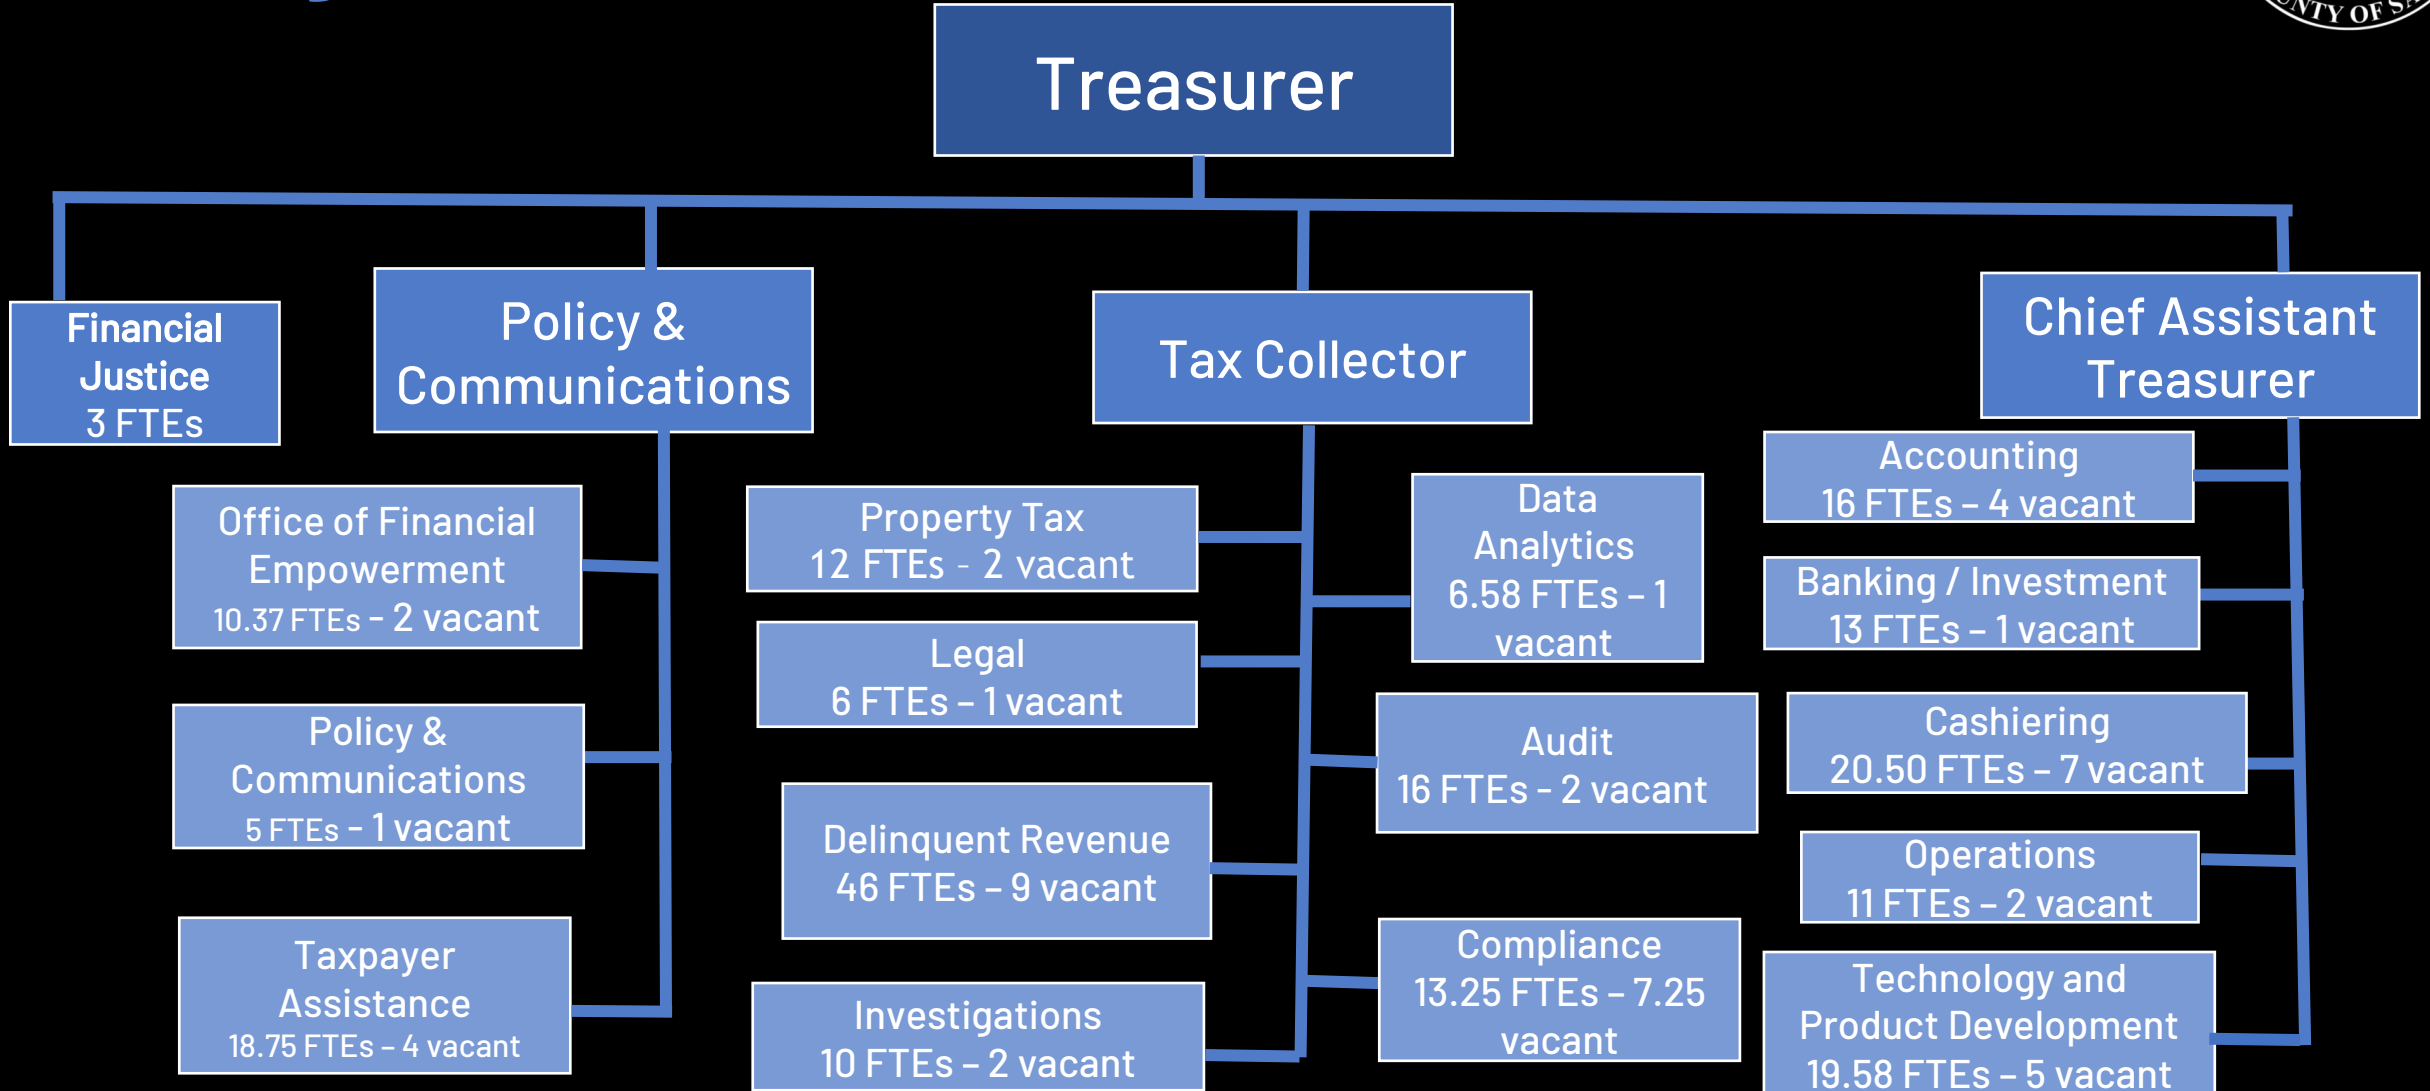 UNTY OF SA
Treasurer
Financial
Justice
3 FTEs
Policy &
Communications
Office of Financial
Empowerment
10.37 FTEs - 2 vacant
Policy &
Communications
5 FTEs - 1 vacant
Taxpayer
Assistance
18.75 FTEs – 4 vacant
Tax Collector
Property Tax
12 FTEs - 2 vacant
Legal
6 FTEs – 1 vacant
Delinquent Revenue
46 FTEs – 9 vacant
Investigations
10 FTEs – 2 vacant
Data
Analytics
6.58 FTEs – 1
vacant
Audit
16 FTEs - 2 vacant
Compliance
13.25 FTEs – 7.25
vacant
Chief Assistant
Treasurer
Accounting
16 FTEs – 4 vacant
Banking / Investment
13 FTEs – 1 vacant
Cashiering
20.50 FTEs – 7 vacant
Operations
11 FTEs – 2 vacant
Technology and
Product Development
19.58 FTEs – 5 vacant